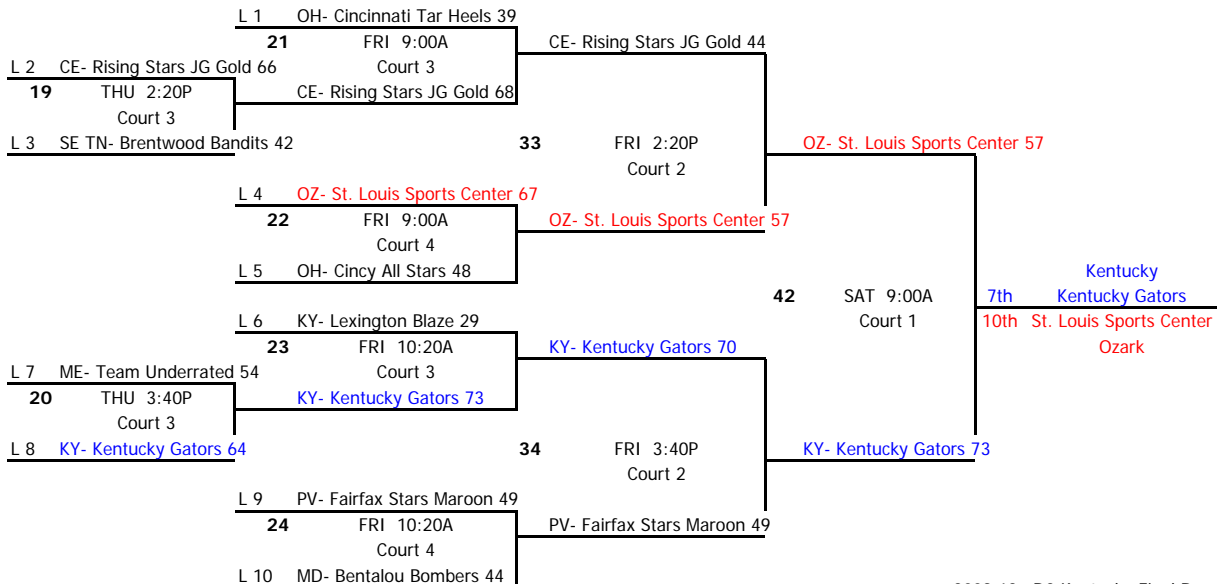 L 1 OH- Cincinnati Tar Heels 39
21 FRI 9:00A
Court 3
CE- Rising Stars JG Gold 44
L 2 CE- Rising Stars JG Gold 66
19 THU 2:20P
Court 3
CE- Rising Stars JG Gold 68
L 3 SE TN- Brentwood Bandits 42
33 FRI 2:20P
Court 2
OZ- St. Louis Sports Center 57
L 4 OZ- St. Louis Sports Center 67
22 FRI 9:00A
Court 4
OZ- St. Louis Sports Center 57
L 5 OH- Cincy All Stars 48
42 SAT 9:00A
Court 1
Kentucky
7th Kentucky Gators
10th St. Louis Sports Center
Ozark
L 6 KY- Lexington Blaze 29
23 FRI 10:20A
Court 3
KY- Kentucky Gators 70
L 7 ME- Team Underrated 54
20 THU 3:40P
Court 3
KY- Kentucky Gators 73
L 8 KY- Kentucky Gators 64
34 FRI 3:40P
Court 2
KY- Kentucky Gators 73
L 9 PV- Fairfax Stars Maroon 49
24 FRI 10:20A
Court 4
PV- Fairfax Stars Maroon 49
L 10 MD- Bentalou Bombers 44